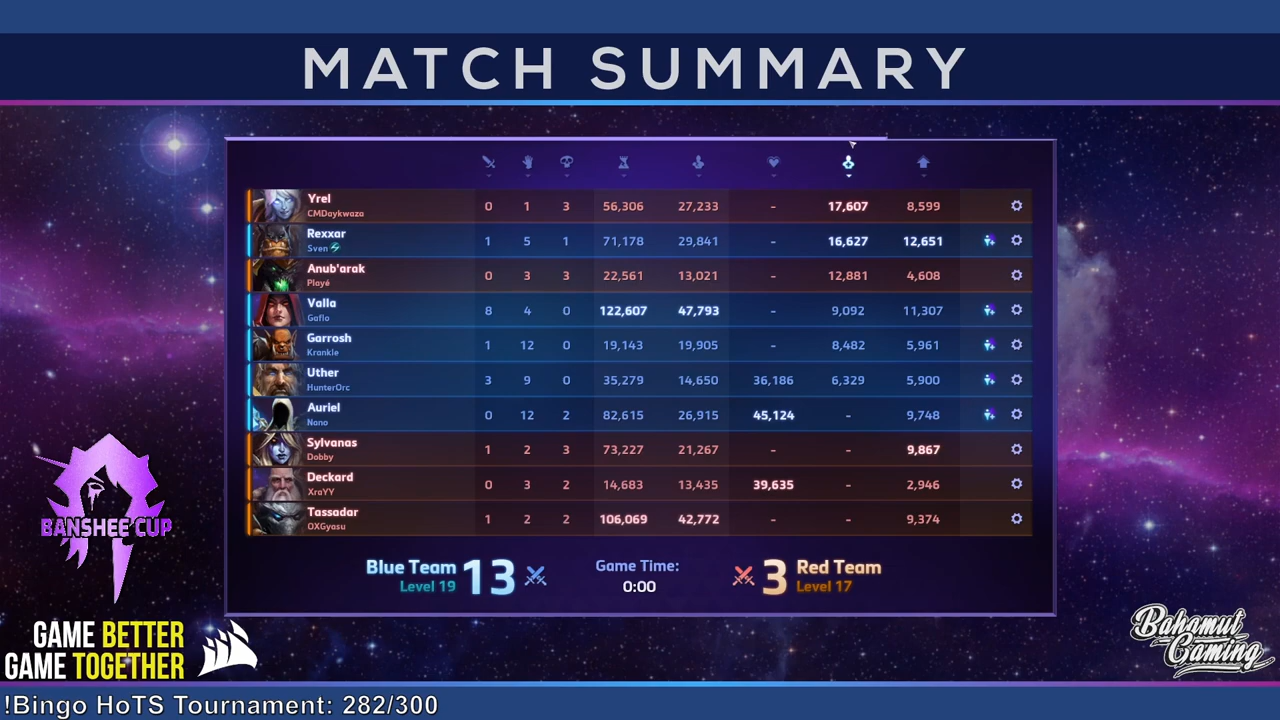 MATCH SUMMARY
Yrel
CMDaykwaza
0 1 3 56,306 27,233 - 17,607 8,599
Rexxar
Sven
1 5 1 71,178 29,841 - 16,627 12,651
Anub'arak
Playé
0 3 3 22,561 13,021 - 12,881 4,608
Valla
Gaflo
8 4 0 122,607 47,793 - 9,092 11,307
Garrosh
Krankle
1 12 0 19,143 19,905 - 8,482 5,961
Uther
HunterOrc
3 9 0 35,279 14,650 36,186 6,329 5,900
Auriel
Nano
0 12 2 82,615 26,915 45,124 - 9,748
Sylvanas
Dabby
1 2 3 73,227 21,267 - - 9,867
Deckard
XraYY
0 3 2 14,683 13,435 39,635 - 2,946
Tassadar
OXGyasu
1 2 2 106,069 42,772 - - 9,374
Blue Team 13 Game Time: 3 Red Team
Level 19 0:00 Level 17
BANSHEE CUP
GAME BETTER
GAME TOGETHER
Bahamut
Gaming
!Bingo HoTS Tournament: 282/300